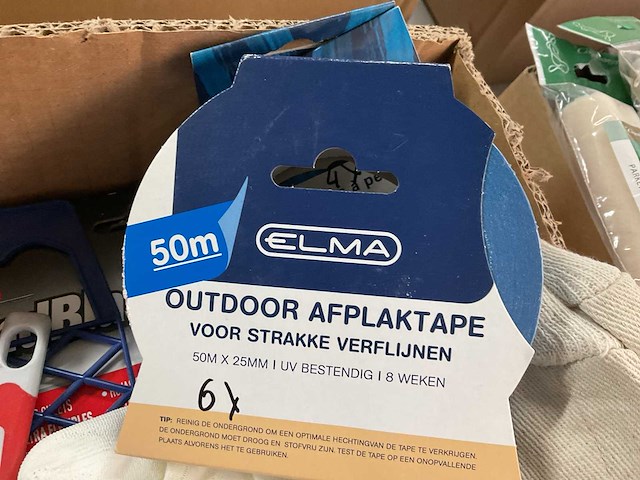 50m
ELMA
OUTDOOR AFPLAKTAPE
VOOR STRAKKE VERFLIJNEN
50M X 25MM | UV BESTENDIG | 8 WEKEN
6x
TIP: REINIG DE ONDERGROND OM EEN OPTIMALE HECHTING VAN DE TAPE TE VERKRIJGEN.
DE ONDERGROND MOET DROOG EN STOFVRIJ ZIJN. TEST DE TAPE OP EEN ONOPVALLENDE
PLAATS ALVORENS HET TE GEBRUIKEN.